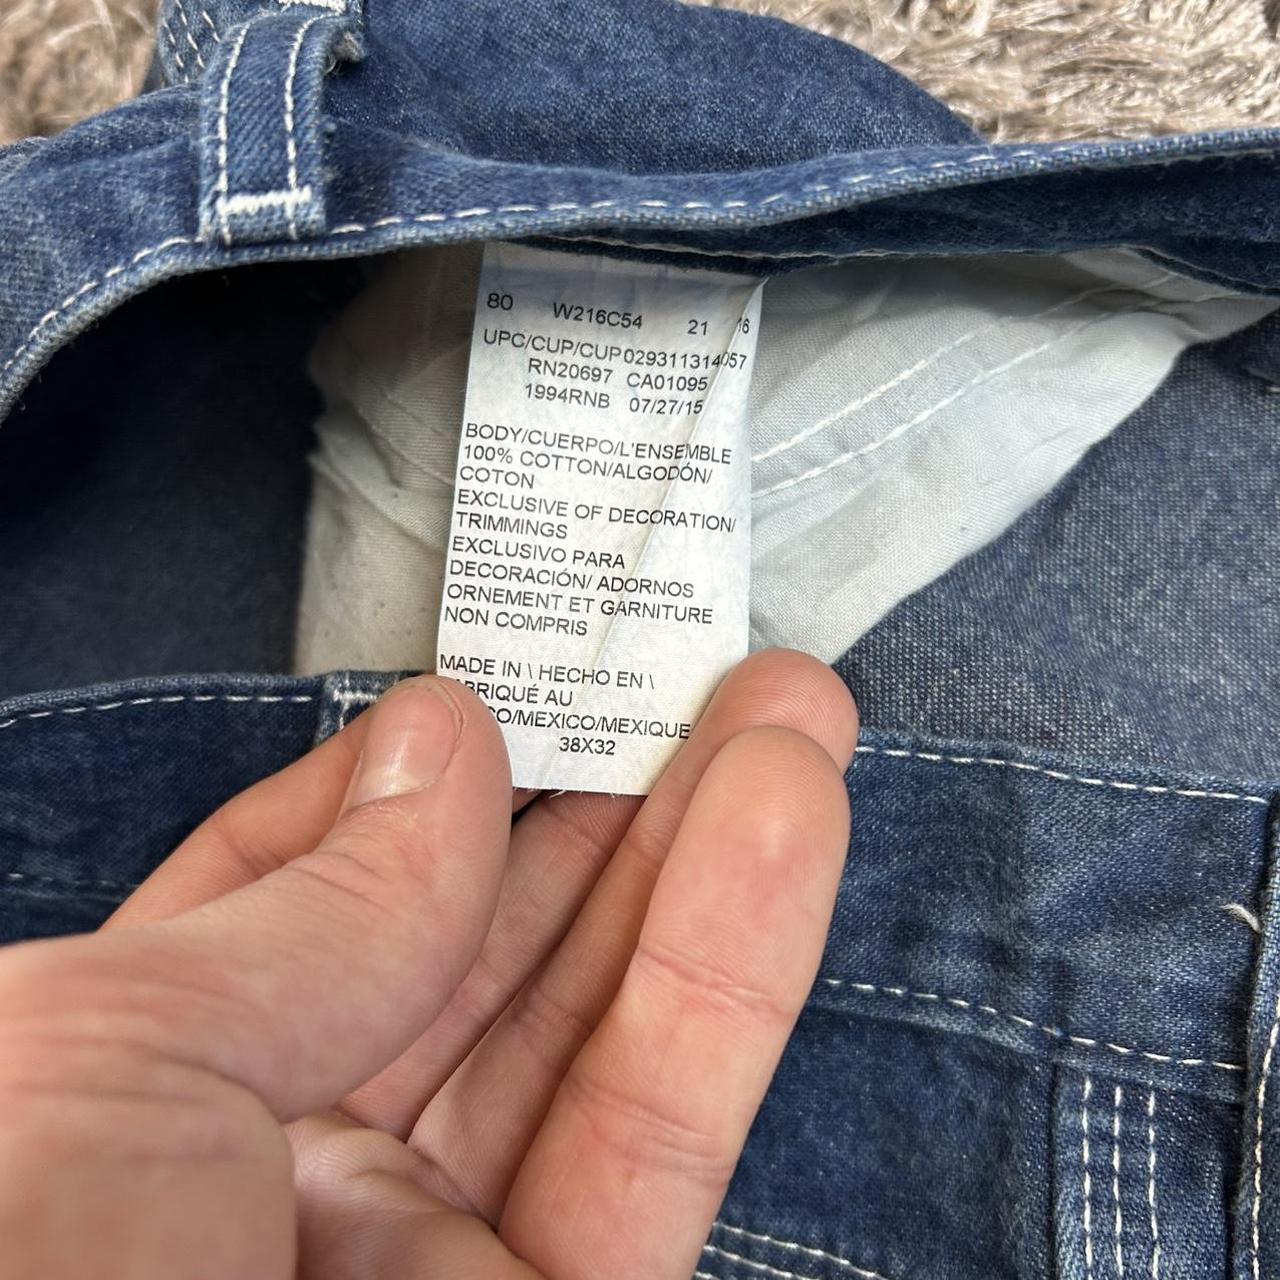 80 W216C54 21 16
UPC/CUP/CUP 029311314057
RN20697 CA01095
1994RNB 07/27/15
BODY/CUERPO/L'ENSEMBLE
100% COTTON/ALGODÓN/
COTON
EXCLUSIVE OF DECORATION/
TRIMMINGS
EXCLUSIVO PARA
DECORACIÓN/ ADORNOS
ORNEMENT ET GARNITURE
NON COMPRIS
MADE IN \ HECHO EN \
BRIQUÉ AU
CO/MEXICO/MEXIQUE
38X32